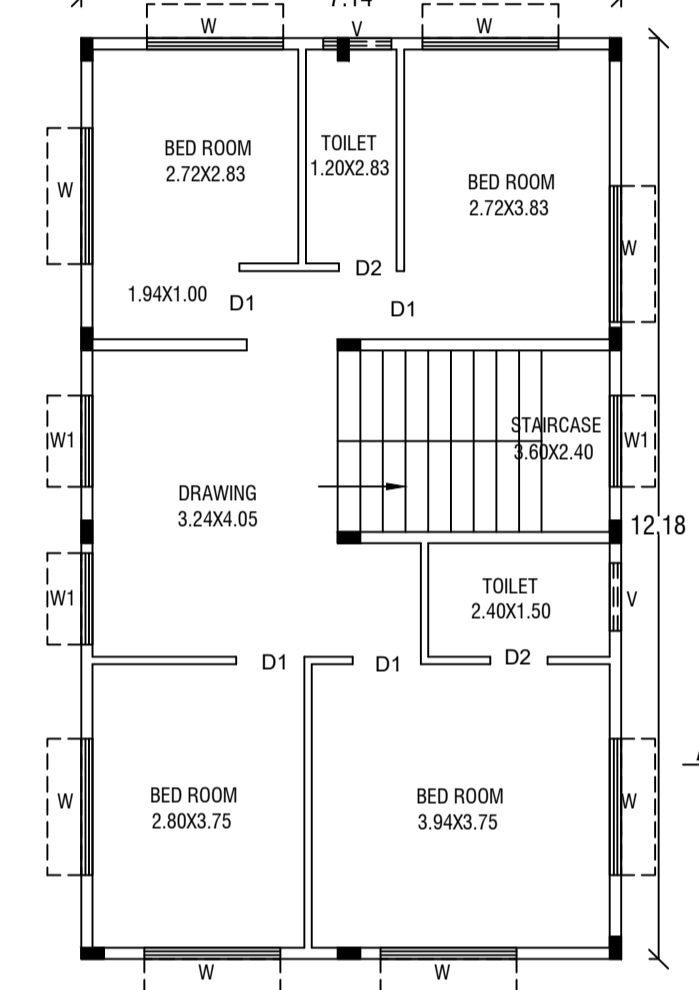 7.14
W
V
W
BED ROOM
2.72X2.83
TOILET
1.20X2.83
BED ROOM
2.72X3.83
W
W
D2
1.94X1.00
D1
D1
W1
STAIRCASE
3.60X2.40
W1
DRAWING
3.24X4.05
12.18
W1
TOILET
2.40X1.50
V
D1
D1
D2
BED ROOM
2.80X3.75
BED ROOM
3.94X3.75
W
W
W
W